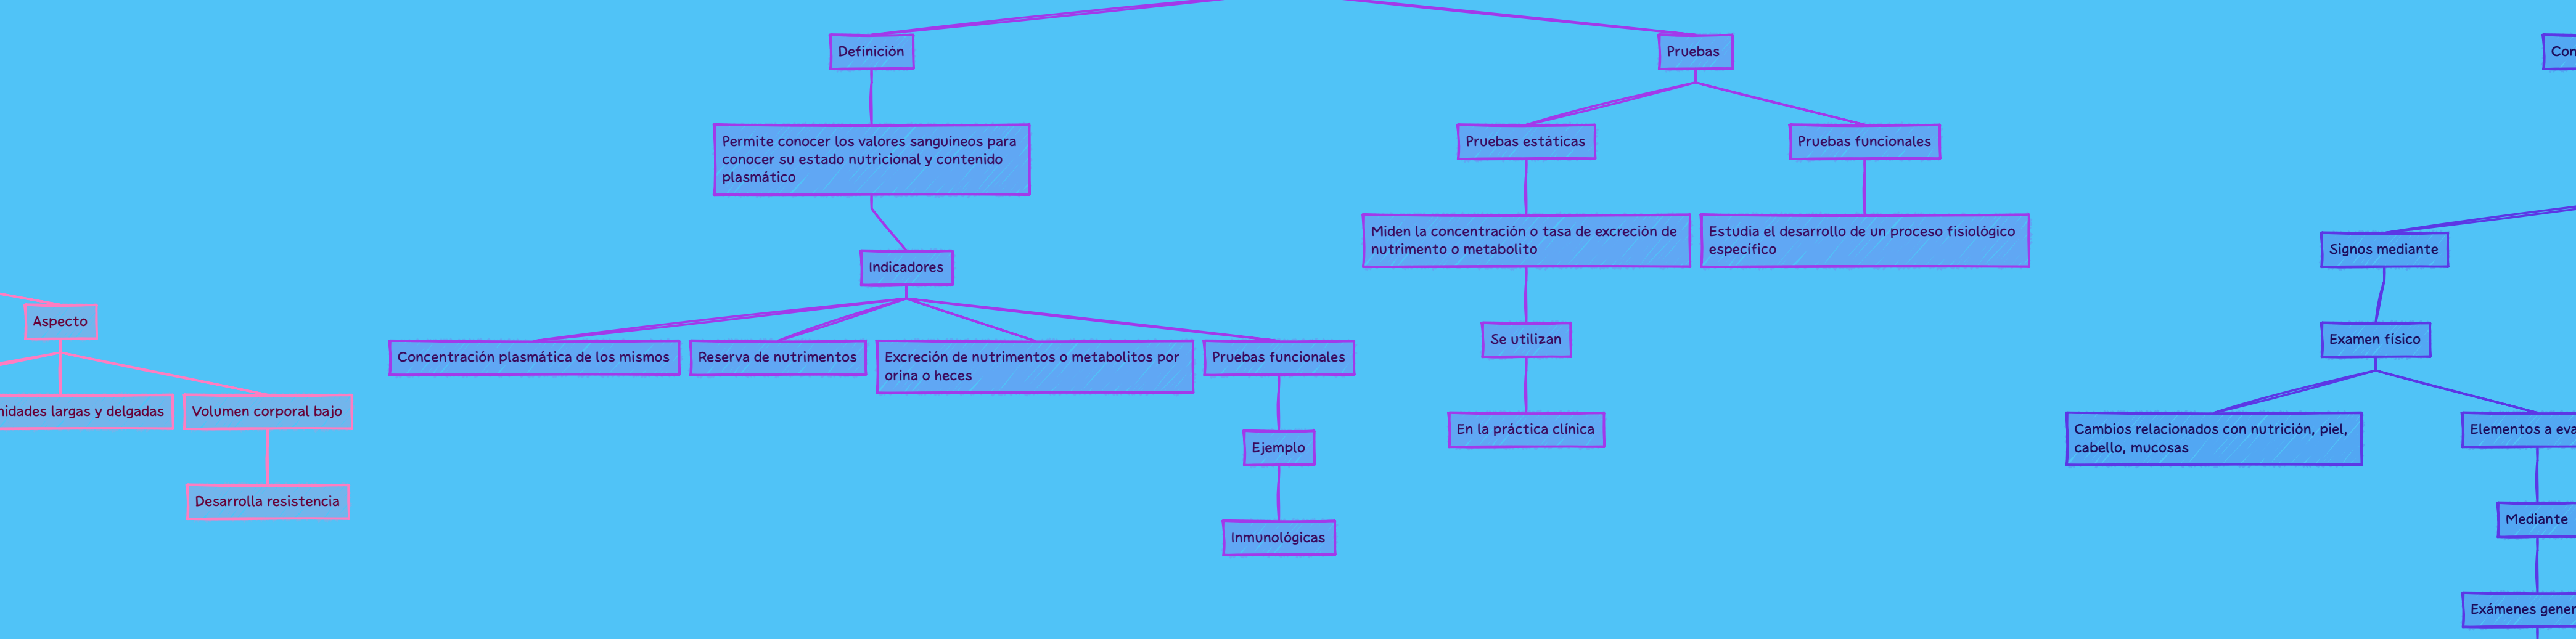 Definición
Pruebas
Permite conocer los valores sanguíneos para
conocer su estado nutricional y contenido
plasmático
Pruebas estáticas
Pruebas funcionales
Miden la concentración o tasa de excreción de
nutrimento o metabolito
Estudia el desarrollo de un proceso fisiológico
específico
Signos mediante
Indicadores
Aspecto
Se utilizan
Examen físico
Concentración plasmática de los mismos
Reserva de nutrimentos
Excreción de nutrimentos o metabolitos por
orina o heces
Pruebas funcionales
largas y delgadas
Volumen corporal bajo
En la práctica clínica
Cambios relacionados con nutrición, piel,
cabello, mucosas
Elementos a
Ejemplo
Desarrolla resistencia
Mediante
Inmunológicas
Exámenes